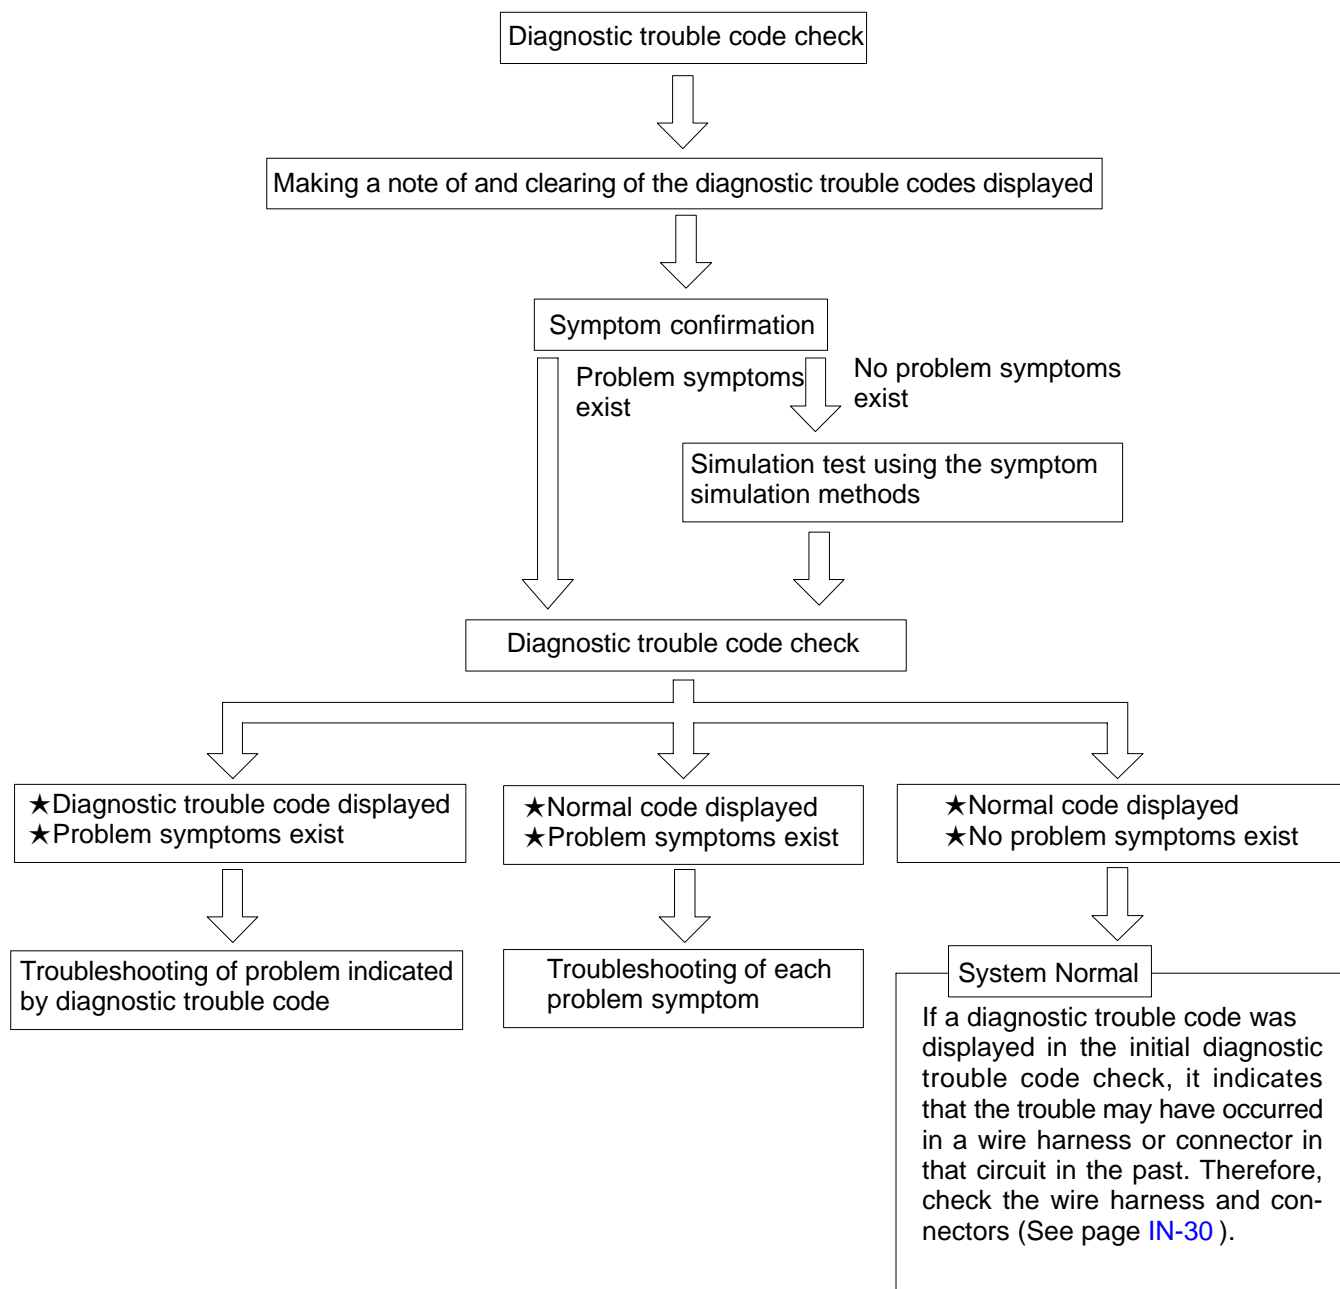 Diagnostic trouble code check
Making a note of and clearing of the diagnostic trouble codes displayed
Symptom confirmation
Problem symptoms
exist
No problem symptoms
exist
Simulation test using the symptom
simulation methods
Diagnostic trouble code check
★Diagnostic trouble code displayed
★Problem symptoms exist
★Normal code displayed
★Problem symptoms exist
★Normal code displayed
★No problem symptoms exist
Troubleshooting of problem indicated
by diagnostic trouble code
Troubleshooting of each
problem symptom
System Normal
If a diagnostic trouble code was
displayed in the initial diagnostic
trouble code check, it indicates
that the trouble may have occurred
in a wire harness or connector in
that circuit in the past. Therefore,
check the wire harness and con-
nectors (See page IN-30 ).